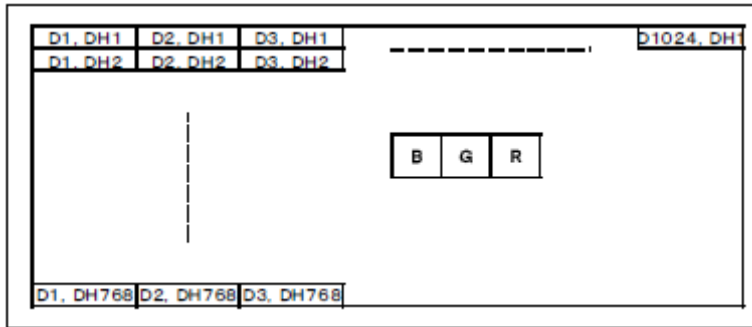 D1, DH1 D2, DH1 D3, DH1 D1024, DH1
D1, DH2 D2, DH2 D3, DH2
B G R
D1, DH768 D2, DH768 D3, DH768